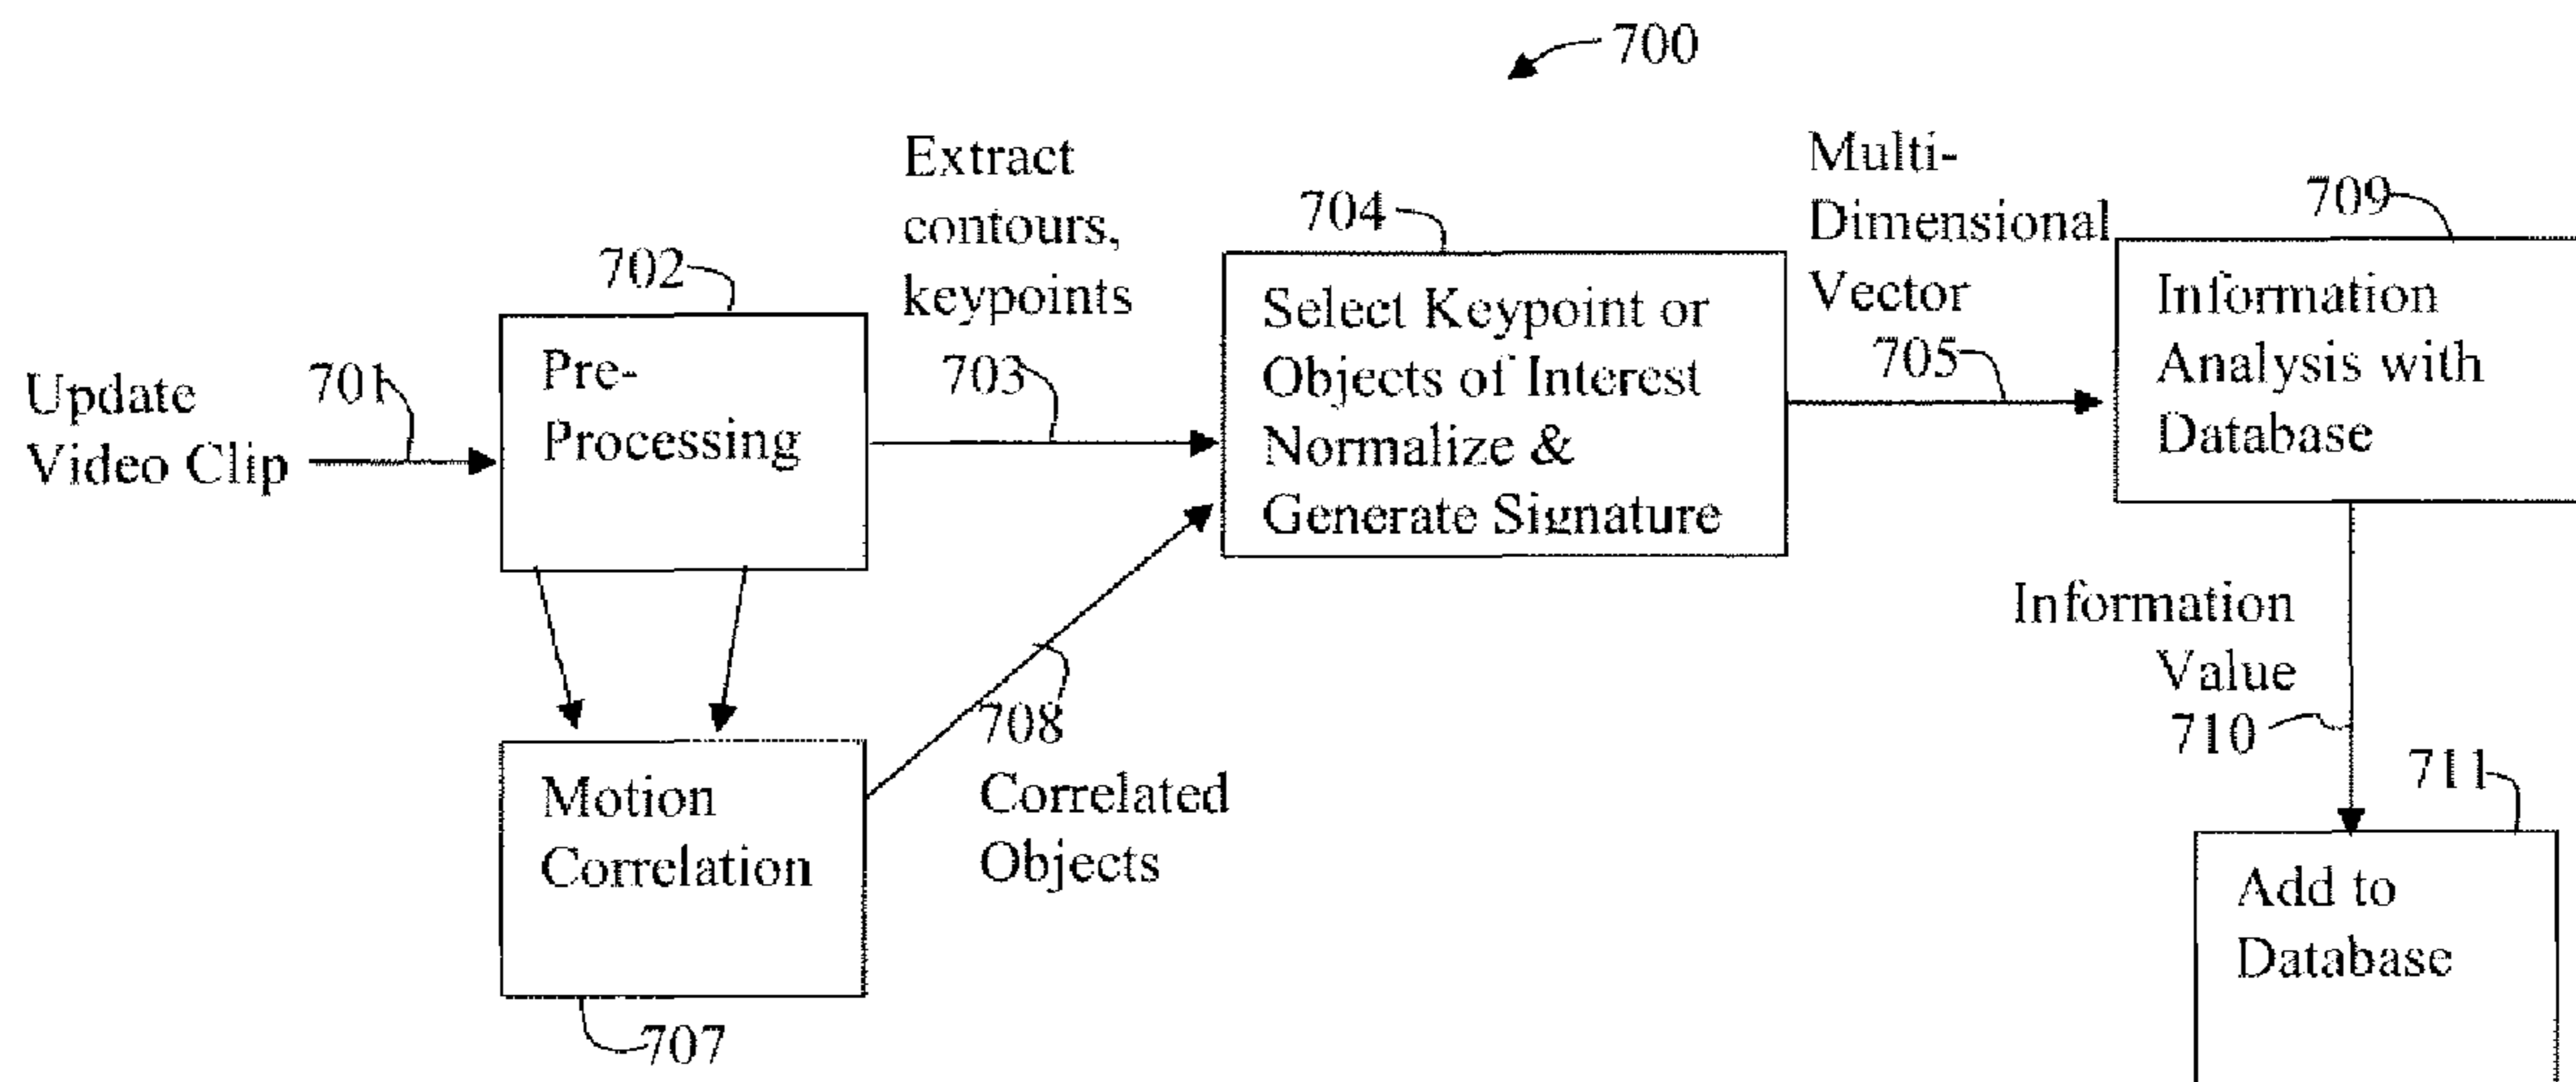 700
Update
Video Clip
701
702
Pre-
Processing
Extract
contours,
keypoints
703
704
Select Keypoint or
Objects of Interest
Normalize &
Generate Signature
Multi-
Dimensional
Vector
705
709
Information
Analysis with
Database
Motion
Correlation
707
708
Correlated
Objects
Information
Value
710
711
Add to
Database